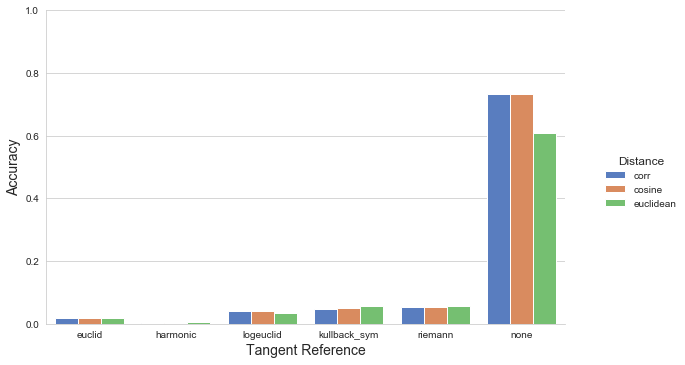 1.0
0.8
0.6
0.4
0.2
0.0
Accuracy
euclid harmonic logeuclid kullback_sym riemann none
Tangent Reference
Distance
corr
cosine
euclidean